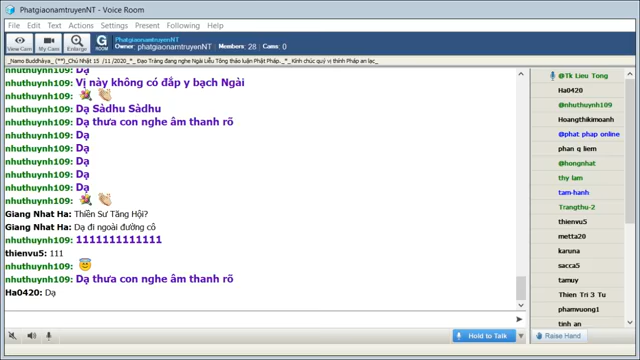 PhatgiaonamtruyenNT - Voice Room
File Edit Text Actions Settings Present Following Help
View Cam
My Cam
Enlarge
G
ROOM
PhatgiaonamtruyenNT
Owner: phatgiaonamtruyenNT Members: 28 Cams: 0
_Namo Buddhàya_ (**)_Chú Nhật 15 /11 /2020_*_ Đạo Tràng đang nghe Ngài Liễu Tông thảo luận Phật Pháp._*_Kính chúc quý vị thính Pháp an lạc_
nhuthuynh109: Dạ
nhuthuynh109: Vị này không có đắp y bạch Ngài
nhuthuynh109:
nhuthuynh109: Dạ Sàdhu Sàdhu
nhuthuynh109: Dạ thưa con nghe âm thanh rõ
nhuthuynh109: Dạ
nhuthuynh109: Dạ
nhuthuynh109: Dạ
nhuthuynh109: Dạ
nhuthuynh109: Dạ
nhuthuynh109:
Giang Nhat Ha: Thiền Sư Tăng Hội?
Giang Nhat Ha: Dạ đi ngoài đường cô
nhuthuynh109: 1111111111111
thienvu5: 111
nhuthuynh109:
nhuthuynh109: Dạ thưa con nghe âm thanh rõ
Ha0420: Dạ
@Tk Lieu Tong
Ha0420
@nhuthuynh109
Hoangthikimoanh
@phat phap online
phan q liem
@hongnhat
thy lam
tam-hanh
Trangthu-2
thienvu5
metta20
karuna
sacca5
tamuy
Thien Tri 3 Tu
phamvuong1
tinh an
Hold to Talk
Raise Hand